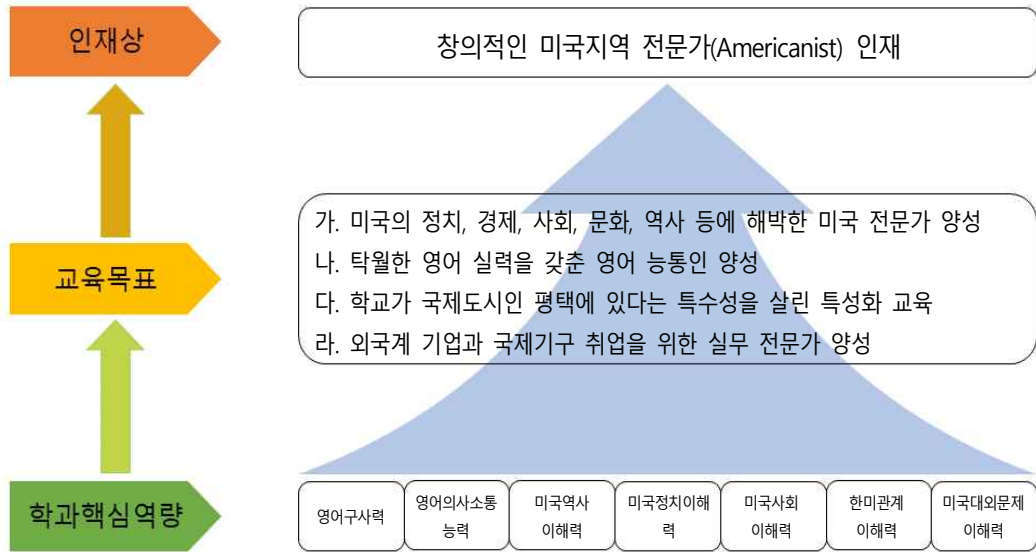 인재상
창의적인 미국지역 전문가(Americanist) 인재
교육목표
가. 미국의 정치, 경제, 사회, 문화, 역사 등에 해박한 미국 전문가 양성
나. 탁월한 영어 실력을 갖춘 영어 능통인 양성
다. 학교가 국제도시인 평택에 있다는 특수성을 살린 특성화 교육
라. 외국계 기업과 국제기구 취업을 위한 실무 전문가 양성
학과핵심역량
영어구사력
영어의사소통
능력
미국역사
이해력
미국정치이해
력
미국사회
이해력
한미관계
이해력
미국대외문제
이해력